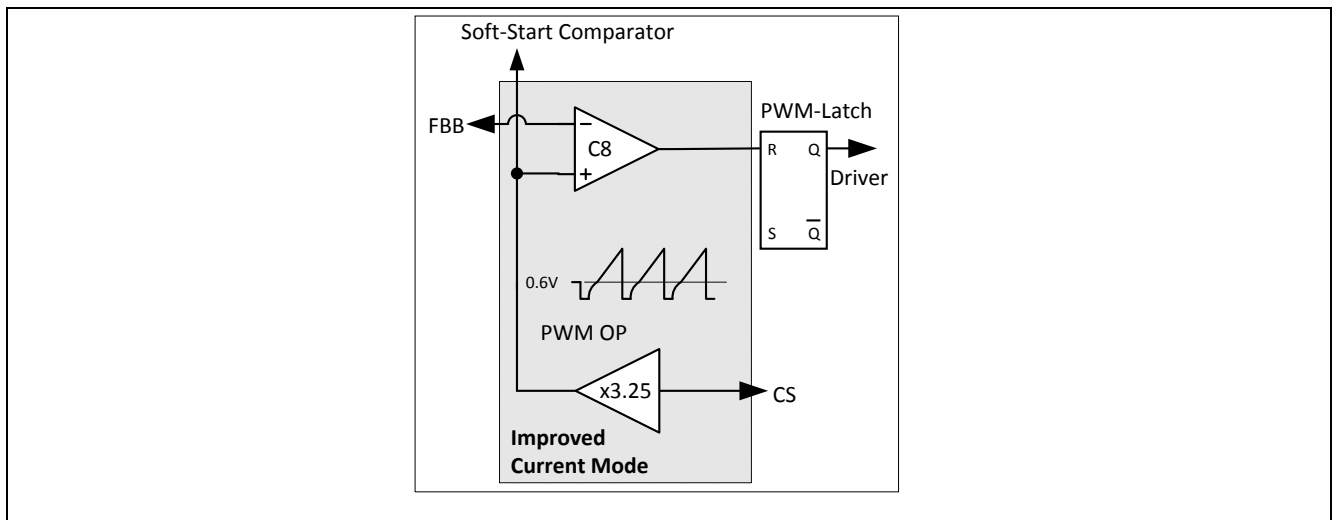 Soft-Start Comparator
FBB
−
C8
+
PWM-Latch
R Q
Driver
S Q̅
0.6V
PWM OP
x3.25
CS
Improved
Current Mode